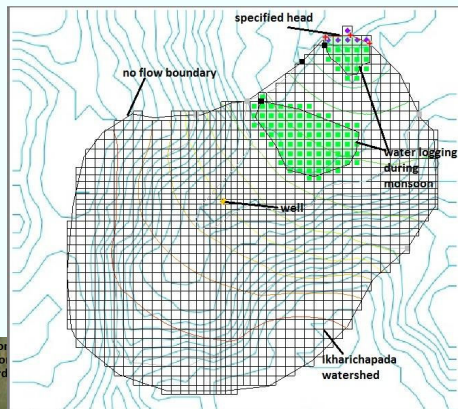 specified head
no flow boundary
water logging
during
monsoon
well
Ikharichapada
watershed